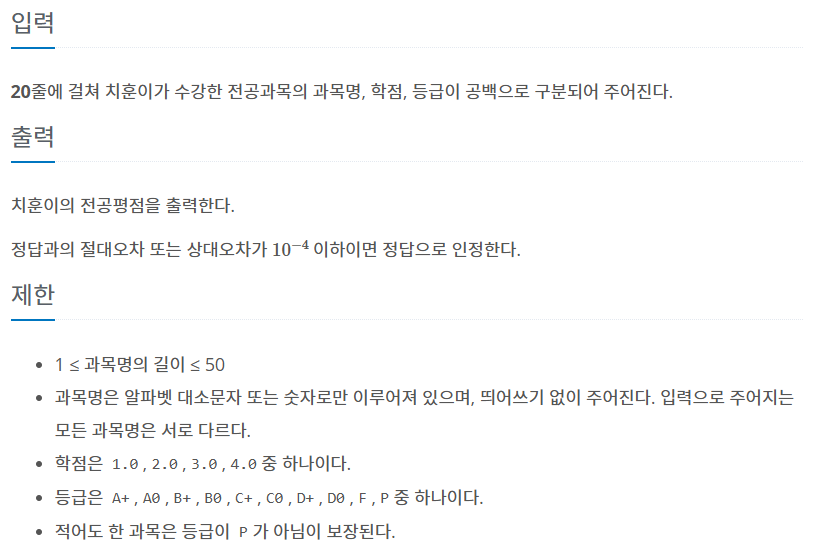 입력
20줄에 걸쳐 치훈이가 수강한 전공과목의 과목명, 학점, 등급이 공백으로 구분되어 주어진다.
출력
치훈이의 전공평점을 출력한다.
정답과의 절대오차 또는 상대오차가 10⁻⁴ 이하이면 정답으로 인정한다.
제한
• 1 ≤ 과목명의 길이 ≤ 50
• 과목명은 알파벳 대소문자 또는 숫자로만 이루어져 있으며, 띄어쓰기 없이 주어진다. 입력으로 주어지는
모든 과목명은 서로 다르다.
• 학점은 1.0, 2.0, 3.0, 4.0 중 하나이다.
• 등급은 A+, A0, B+, B0, C+, C0, D+, D0, F, P 중 하나이다.
• 적어도 한 과목은 등급이 P 가 아님이 보장된다.